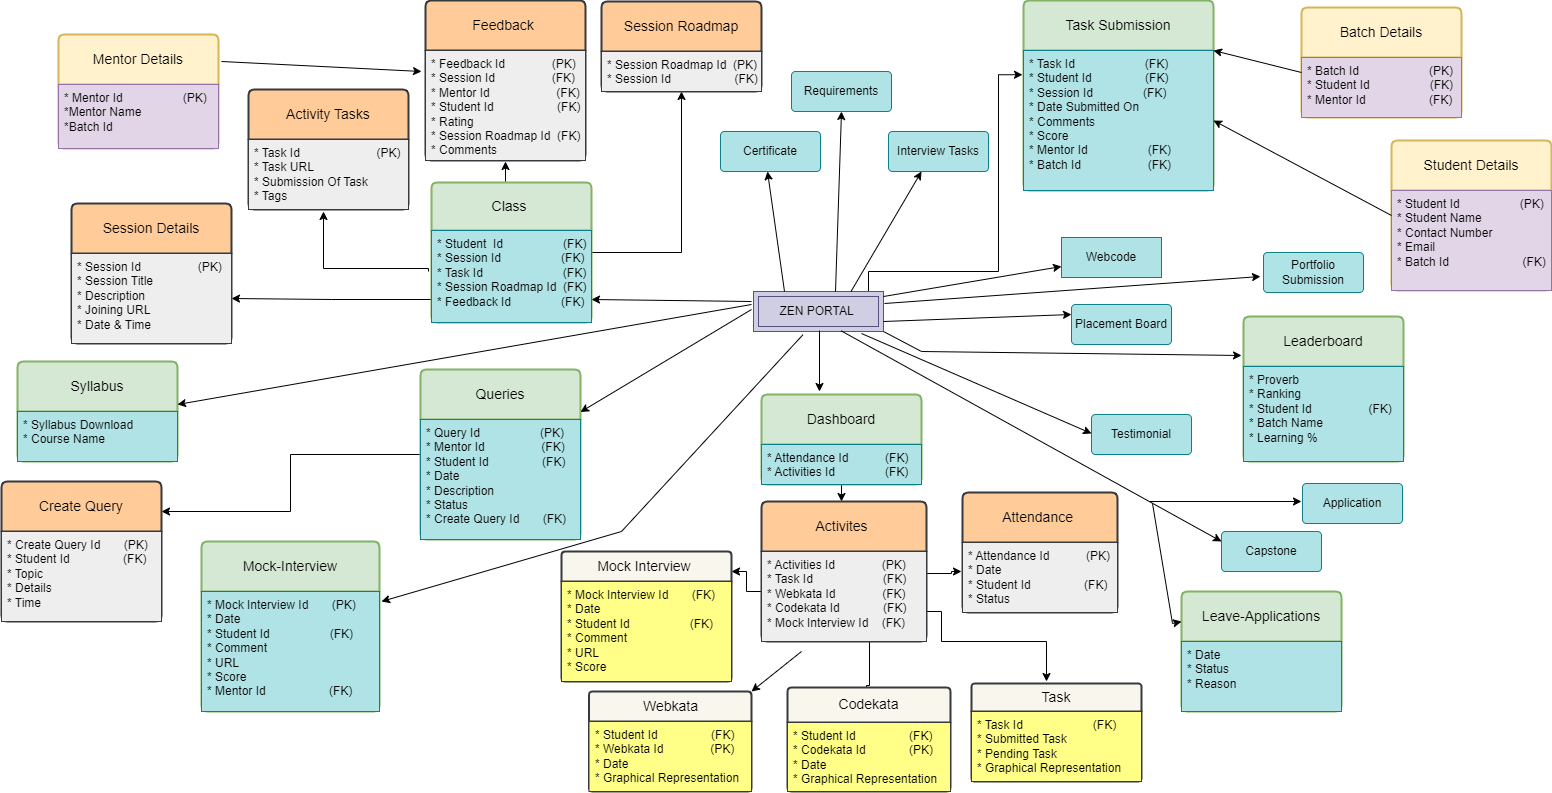 Mentor Details
* Mentor Id (PK)
*Mentor Name
*Batch Id
Feedback
* Feedback Id (PK)
* Session Id (FK)
* Mentor Id (FK)
* Student Id (FK)
* Rating
* Session Roadmap Id (FK)
* Comments
Session Roadmap
* Session Roadmap Id (PK)
* Session Id (FK)
Activity Tasks
* Task Id (PK)
* Task URL
* Submission Of Task
* Tags
Class
* Student Id (FK)
* Session Id (FK)
* Task Id (FK)
* Session Roadmap Id (FK)
* Feedback Id (FK)
Session Details
* Session Id (PK)
* Session Title
* Description
* Joining URL
* Date & Time
Requirements
Certificate
Interview Tasks
Task Submission
* Task Id (FK)
* Student Id (FK)
* Session Id (FK)
* Date Submitted On
* Comments
* Score
* Mentor Id (FK)
* Batch Id (FK)
Batch Details
* Batch Id (PK)
* Student Id (FK)
* Mentor Id (FK)
Student Details
* Student Id (PK)
* Student Name
* Contact Number
* Email
* Batch Id (FK)
Webcode
Portfolio
Submission
ZEN PORTAL
Placement Board
Leaderboard
* Proverb
* Ranking
* Student Id (FK)
* Batch Name
* Learning %
Syllabus
* Syllabus Download
* Course Name
Queries
* Query Id (PK)
* Mentor Id (FK)
* Student Id (FK)
* Date
* Description
* Status
* Create Query Id (FK)
Dashboard
* Attendance Id (FK)
* Activities Id (FK)
Testimonial
Create Query
* Create Query Id (PK)
* Student Id (FK)
* Topic
* Details
* Time
Mock-Interview
* Mock Interview Id (PK)
* Date
* Student Id (FK)
* Comment
* URL
* Score
* Mentor Id (FK)
Mock Interview
* Mock Interview Id (FK)
* Date
* Student Id (FK)
* Comment
* URL
* Score
Activites
* Activities Id (PK)
* Task Id (FK)
* Webkata Id (FK)
* Codekata Id (FK)
* Mock Interview Id (FK)
Attendance
* Attendance Id (PK)
* Date
* Student Id (FK)
* Status
Application
Capstone
Leave-Applications
* Date
* Status
* Reason
Webkata
* Student Id (FK)
* Webkata Id (PK)
* Date
* Graphical Representation
Codekata
* Student Id (FK)
* Codekata Id (PK)
* Date
* Graphical Representation
Task
* Task Id (FK)
* Submitted Task
* Pending Task
* Graphical Representation